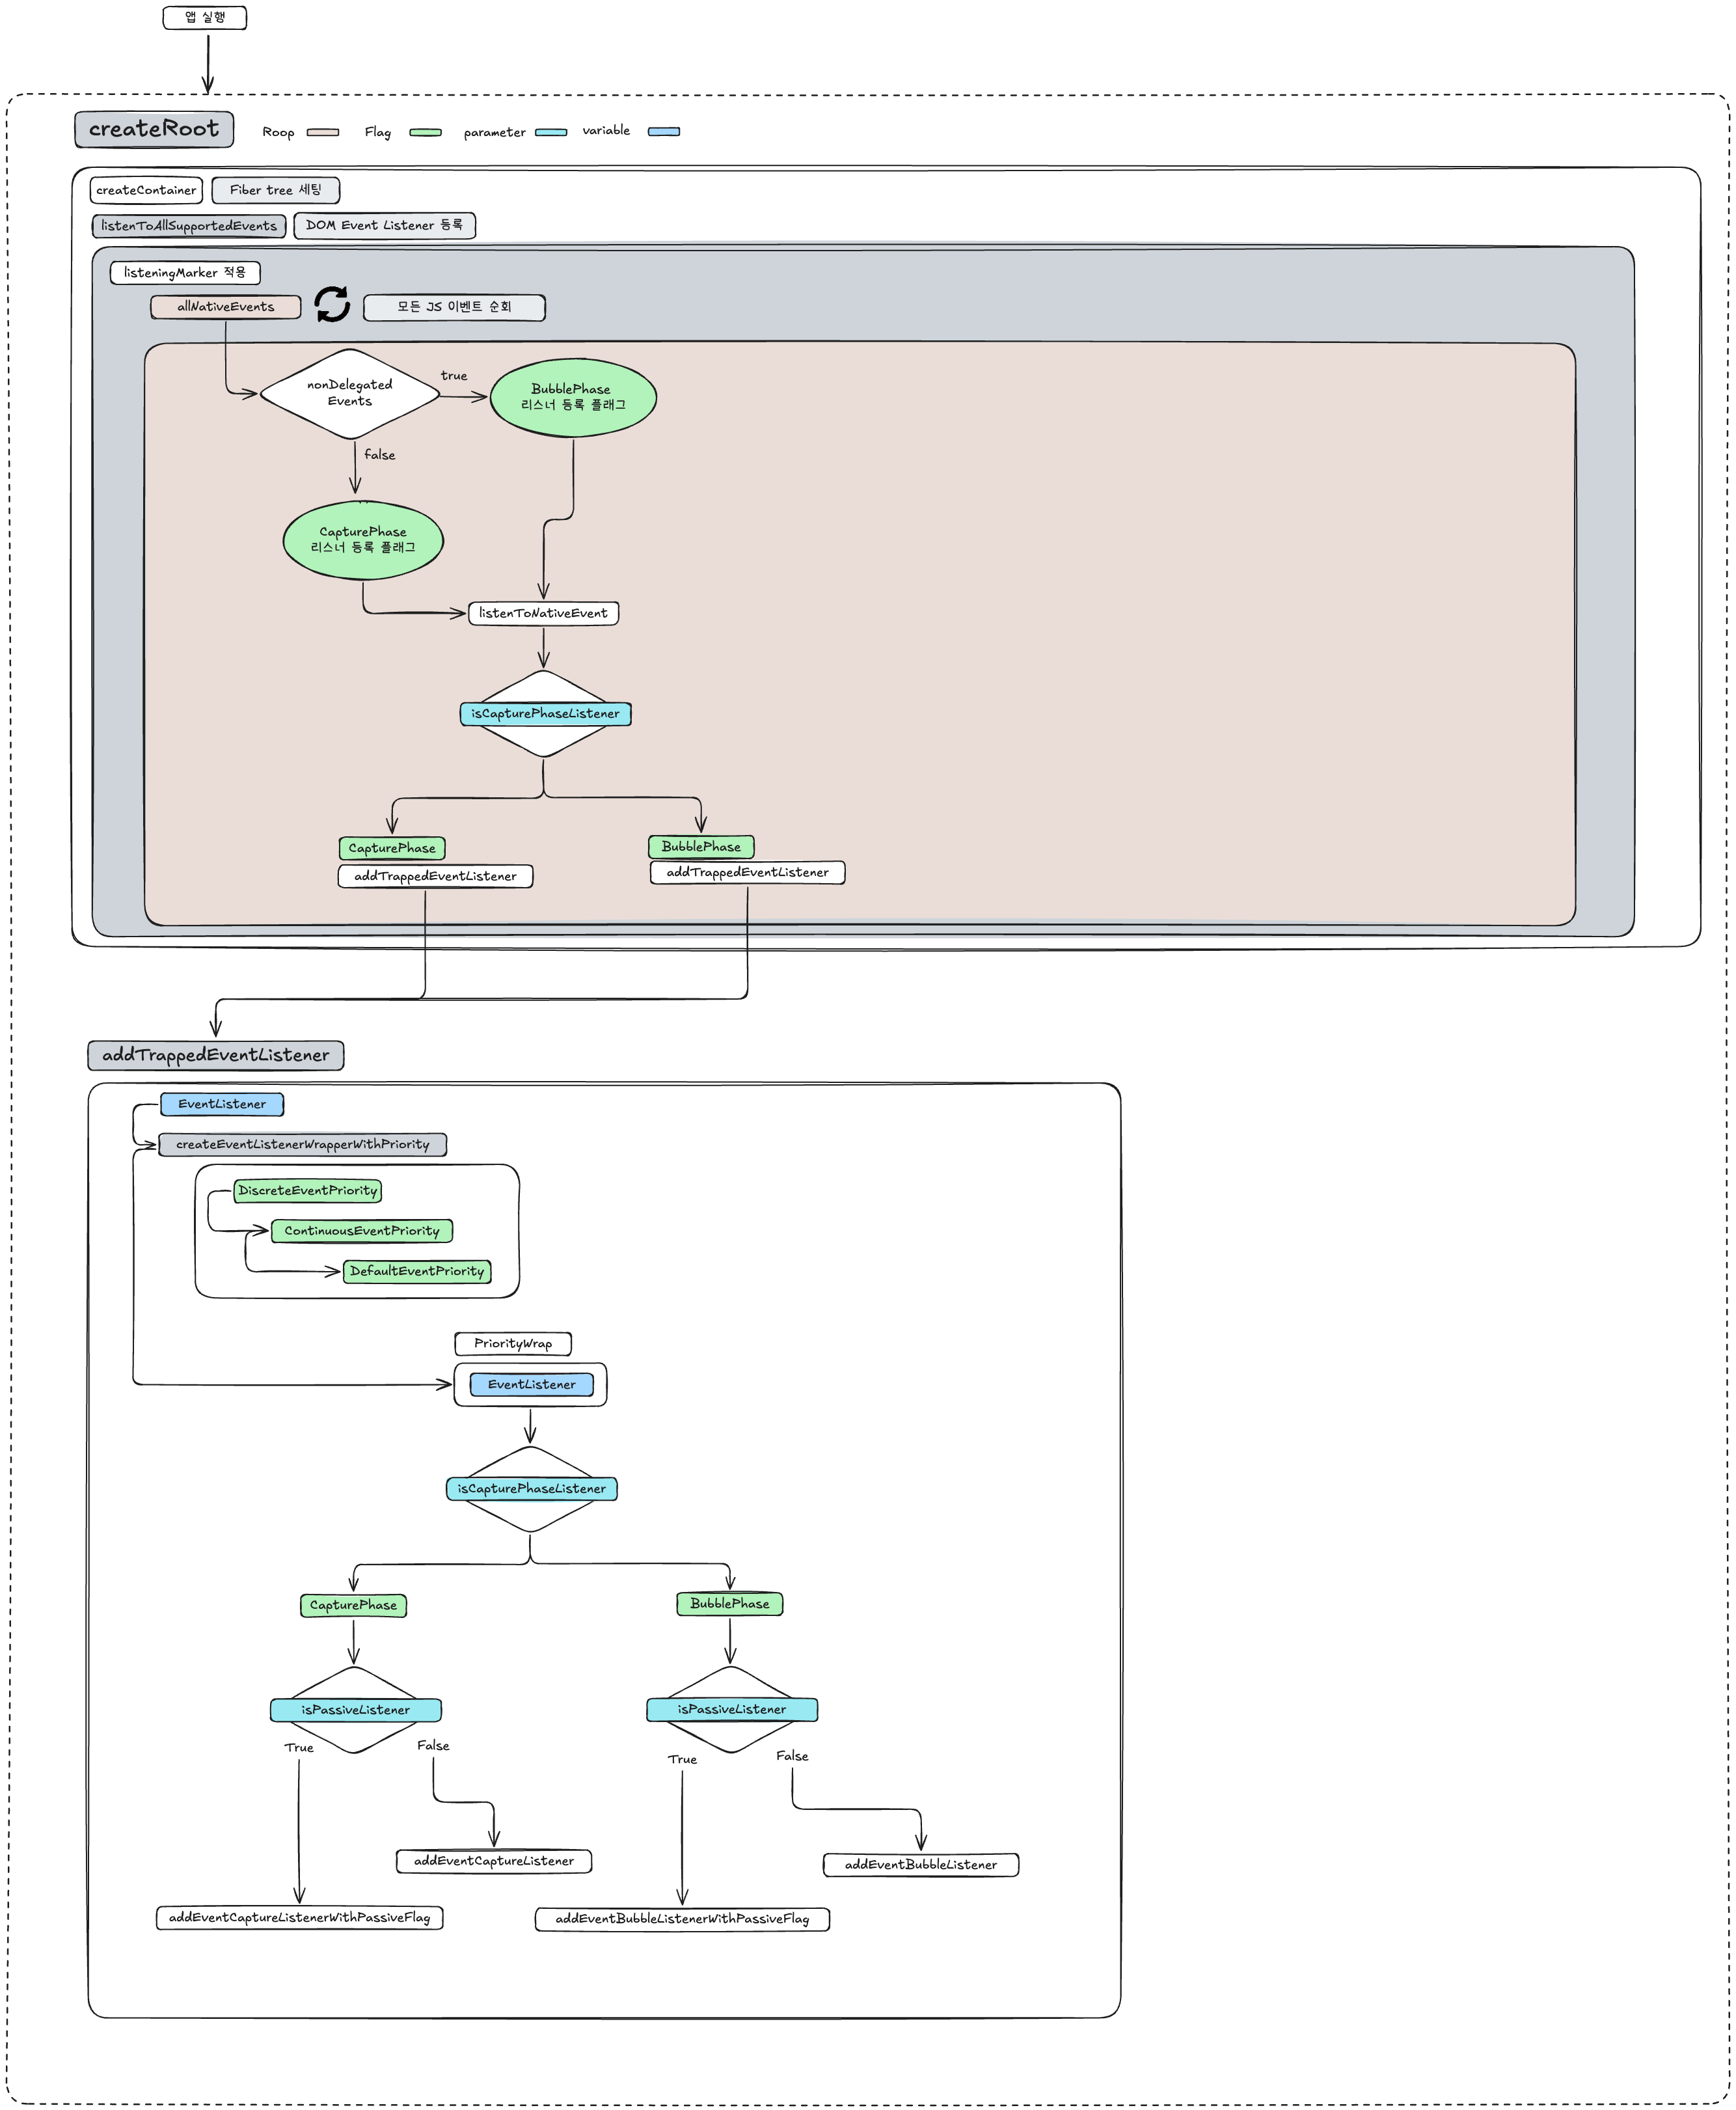 앱 실행
createRoot
Roop
Flag
parameter
variable
createContainer
Fiber tree 세팅
listenToAllSupportedEvents
DOM Event Listener 등록
listeningMarker 적용
allNativeEvents
모든 JS 이벤트 순회
nonDelegated
Events
true
BubblePhase
리스너 등록 플래그
false
CapturePhase
리스너 등록 플래그
listenToNativeEvent
isCapturePhaseListener
CapturePhase
addTrappedEventListener
BubblePhase
addTrappedEventListener
addTrappedEventListener
EventListener
createEventListenerWrapperWithPriority
DiscreteEventPriority
ContinuousEventPriority
DefaultEventPriority
PriorityWrap
EventListener
isCapturePhaseListener
CapturePhase
BubblePhase
isPassiveListener
isPassiveListener
True
False
True
False
addEventCaptureListener
addEventBubbleListener
addEventCaptureListenerWithPassiveFlag
addEventBubbleListenerWithPassiveFlag